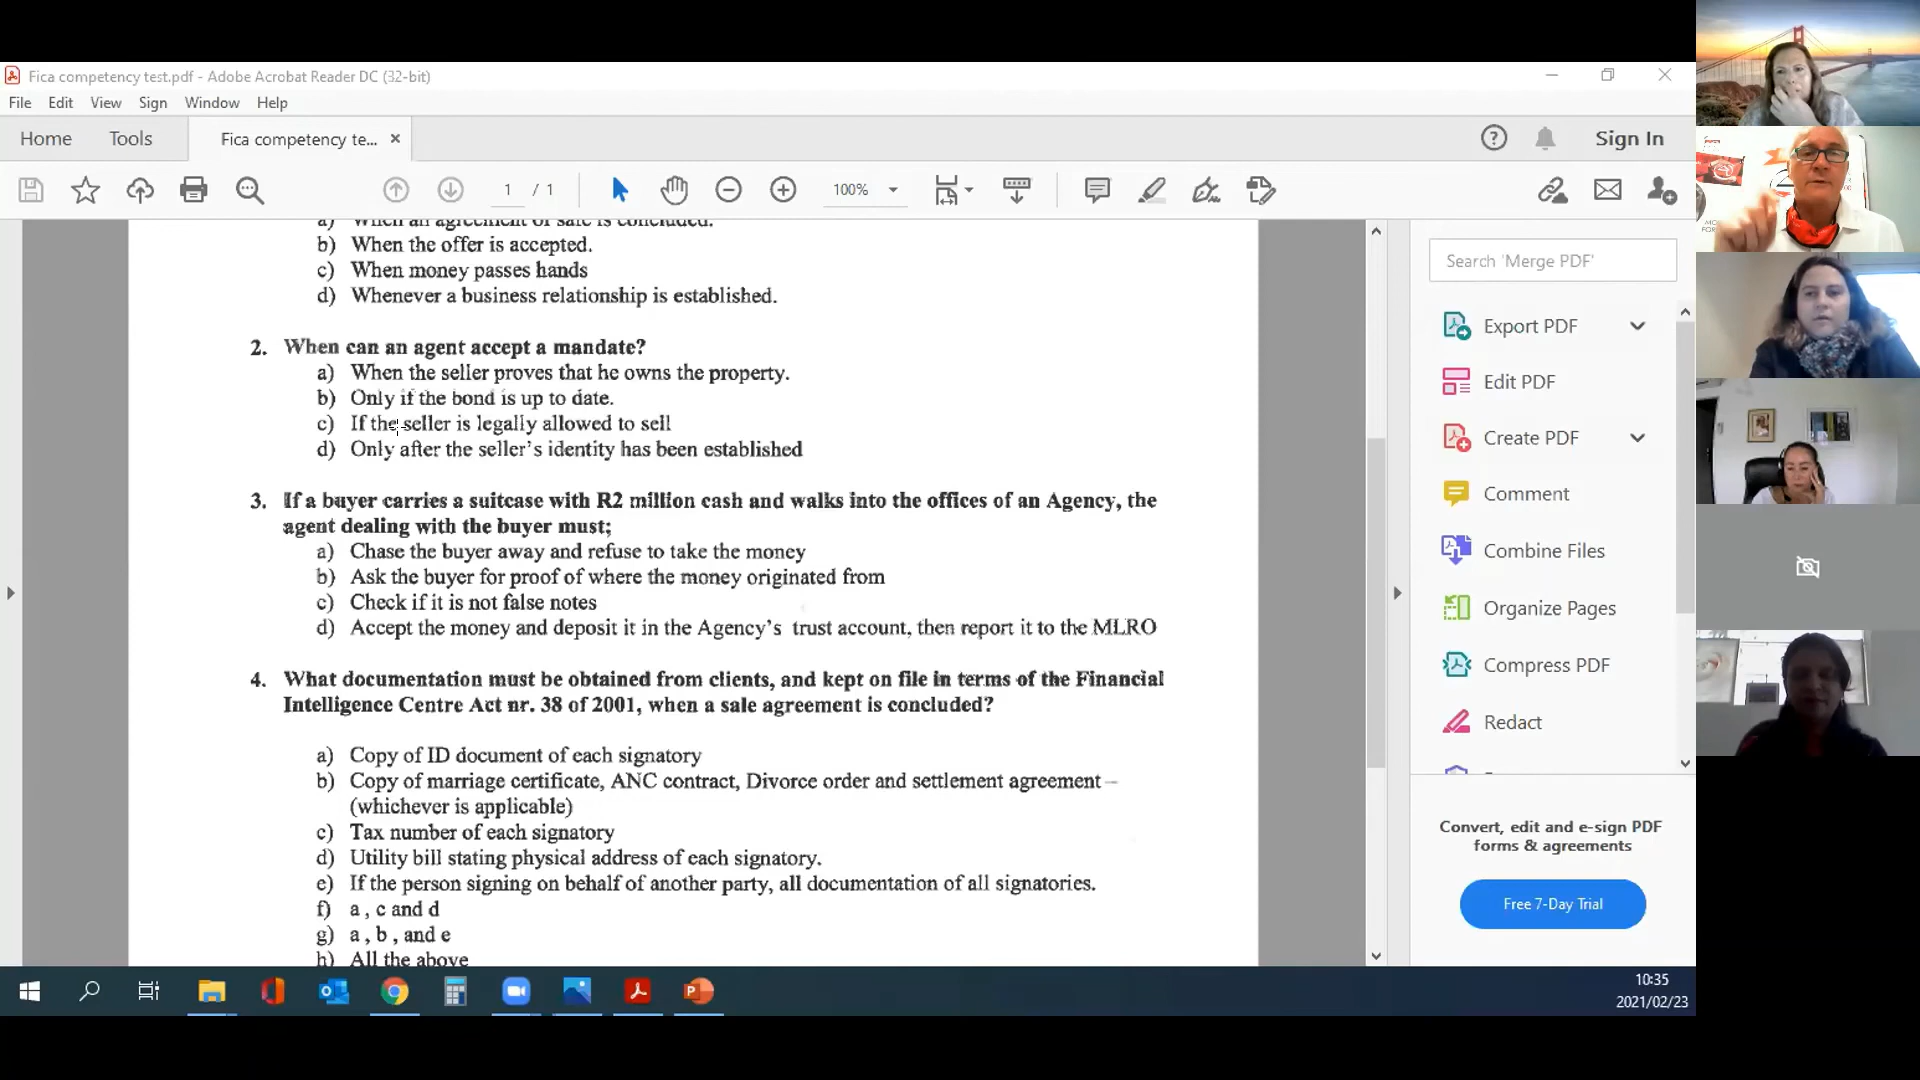 Fica competency test.pdf - Adobe Acrobat Reader DC (32-bit)
File Edit View Sign Window Help
Home Tools Fica competency te... × Sign In
1 / 1 100%
a) When an agreement of sale is concluded.
b) When the offer is accepted.
c) When money passes hands
d) Whenever a business relationship is established.
2. When can an agent accept a mandate?
a) When the seller proves that he owns the property.
b) Only if the bond is up to date.
c) If the seller is legally allowed to sell
d) Only after the seller's identity has been established
3. If a buyer carries a suitcase with R2 million cash and walks into the offices of an Agency, the
agent dealing with the buyer must;
a) Chase the buyer away and refuse to take the money
b) Ask the buyer for proof of where the money originated from
c) Check if it is not false notes
d) Accept the money and deposit it in the Agency's trust account, then report it to the MLRO
4. What documentation must be obtained from clients, and kept on file in terms of the Financial
Intelligence Centre Act nr. 38 of 2001, when a sale agreement is concluded?
a) Copy of ID document of each signatory
b) Copy of marriage certificate, ANC contract, Divorce order and settlement agreement –
(whichever is applicable)
c) Tax number of each signatory
d) Utility bill stating physical address of each signatory.
e) If the person signing on behalf of another party, all documentation of all signatories.
f) a , c and d
g) a , b , and e
h) All the above
Search 'Merge PDF'
Export PDF
Edit PDF
Create PDF
Comment
Combine Files
Organize Pages
Compress PDF
Redact
Convert, edit and e-sign PDF
forms & agreements
Free 7-Day Trial
10:35
2021/02/23